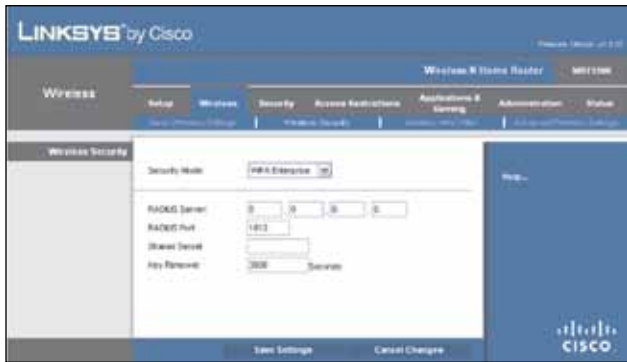 LINKSYS by Cisco
Wireless-N Home Router
Wireless
Setup Wireless Security Access Restrictions Applications & Gaming Administration Status
Wireless Security
Wireless Security
Security Mode: WPA Enterprise
RADIUS Server: 0 . 0 . 0 . 0
RADIUS Port:
Shared Secret:
Key Renewal: 3600 Seconds
Help...
Save Settings Cancel Changes
CISCO